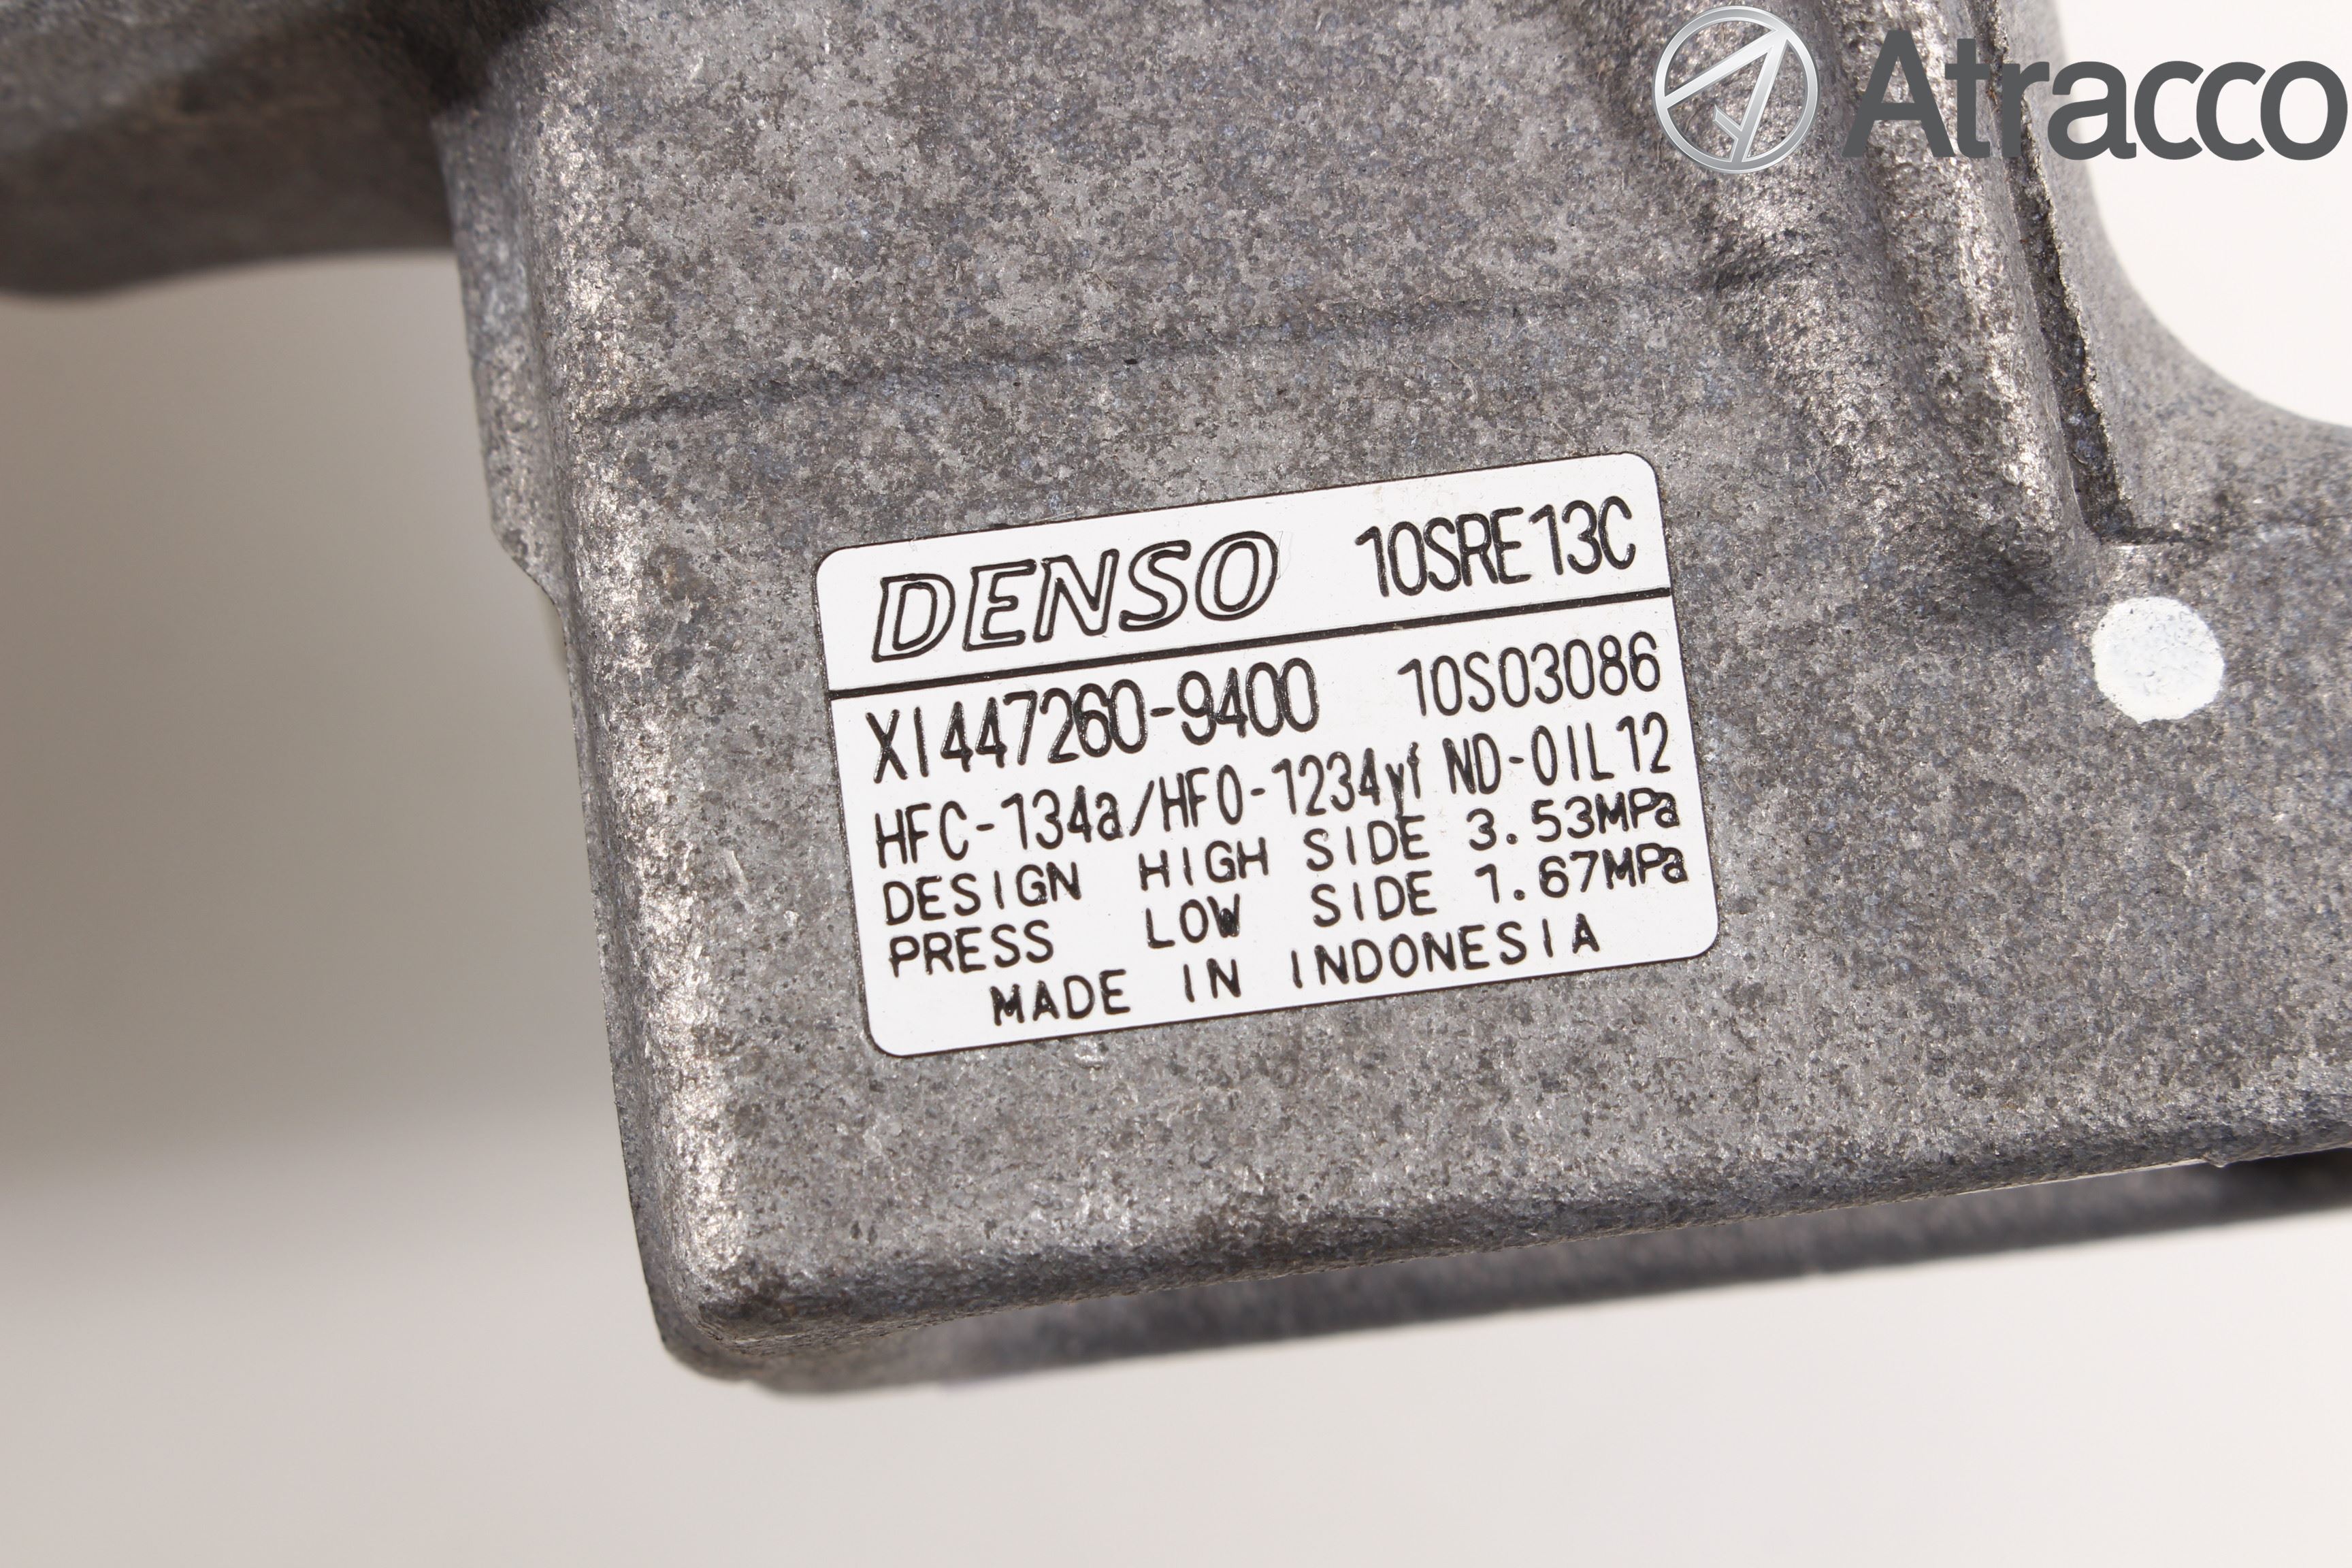 Atracco
DENSO 10SRE13C
XI447260-9400 10S03086
HFC-134a/HFO-1234yf ND-OIL12
DESIGN HIGH SIDE 3.53MPa
PRESS LOW SIDE 1.67MPa
MADE IN INDONESIA